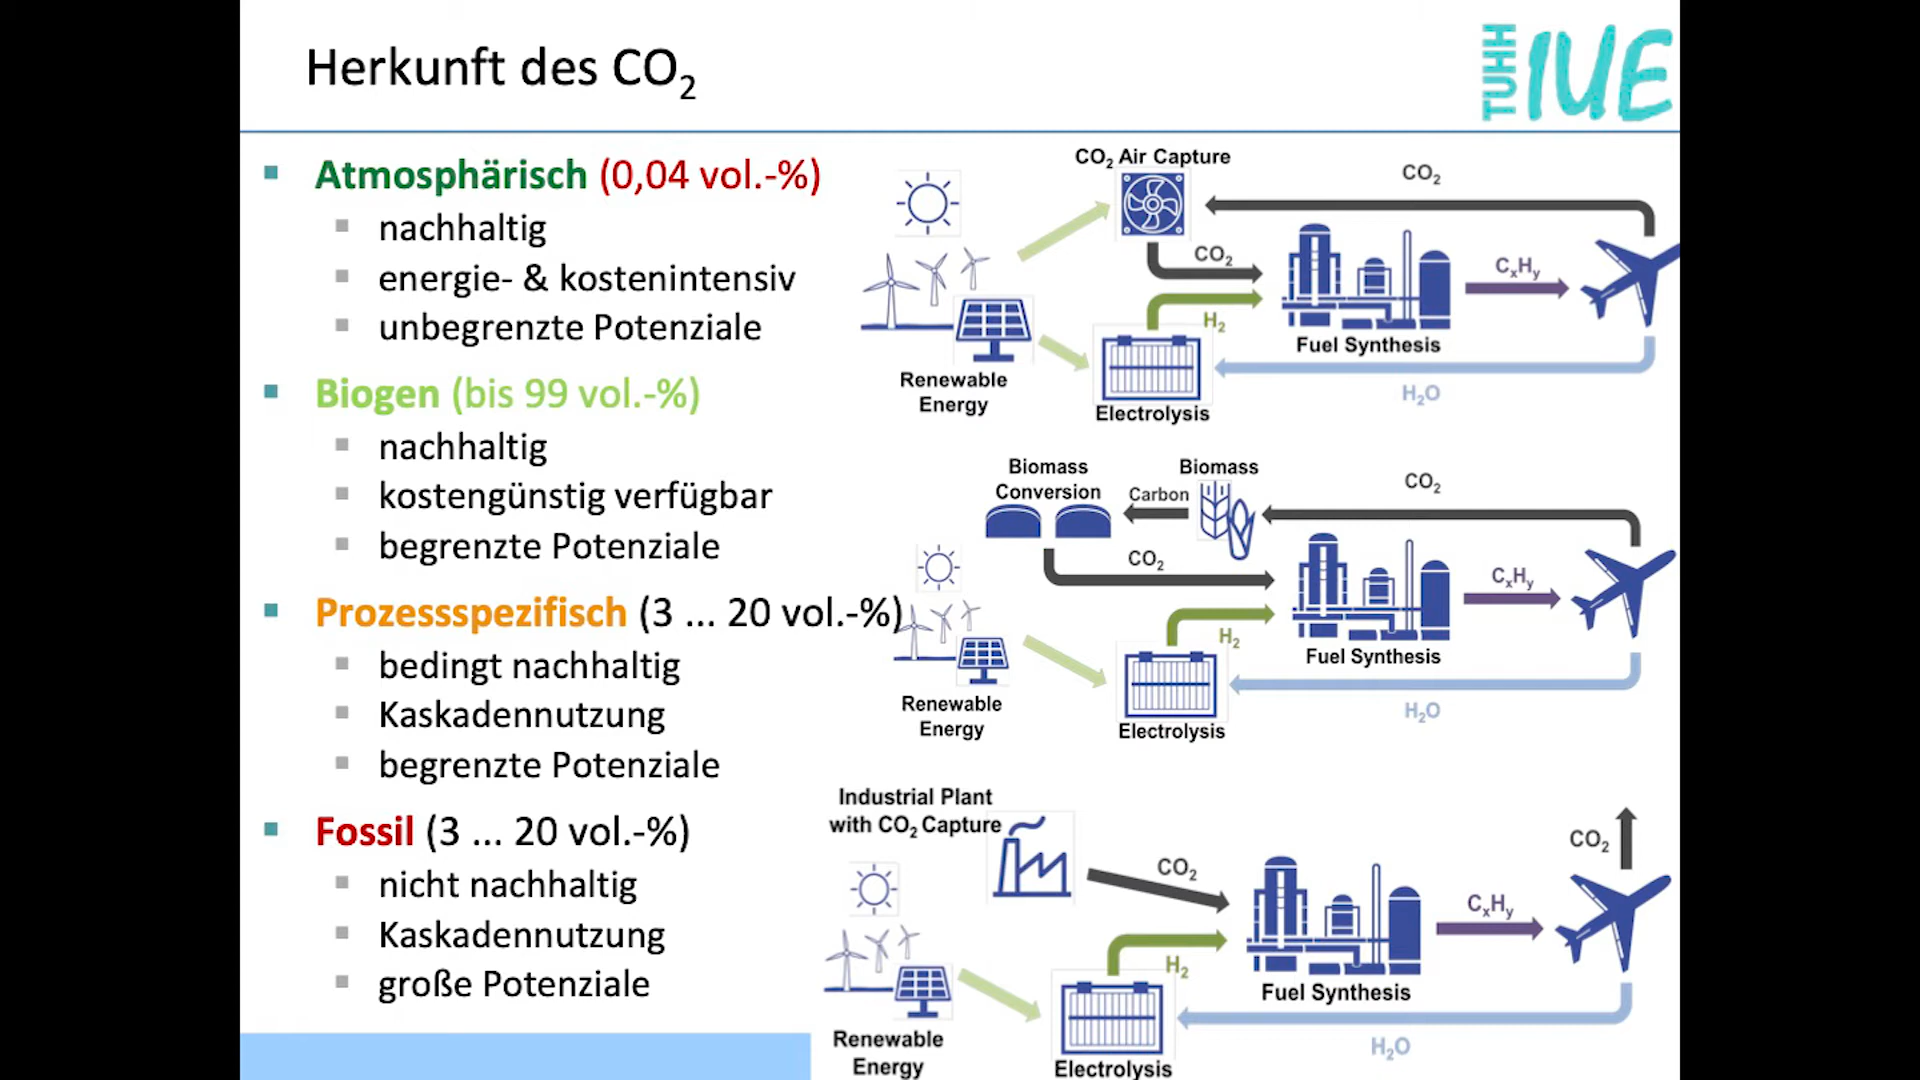 Herkunft des CO₂
TUHH IUE
Atmosphärisch (0,04 vol.-%)
nachhaltig
energie- & kostenintensiv
unbegrenzte Potenziale
Biogen (bis 99 vol.-%)
nachhaltig
kostengünstig verfügbar
begrenzte Potenziale
Prozessspezifisch (3 ... 20 vol.-%)
bedingt nachhaltig
Kaskadennutzung
begrenzte Potenziale
Fossil (3 ... 20 vol.-%)
nicht nachhaltig
Kaskadennutzung
große Potenziale
CO₂ Air Capture
CO₂
CO₂
CₓHᵧ
H₂
Fuel Synthesis
Renewable
Energy
H₂O
Electrolysis
Biomass
Conversion
Biomass
Carbon
CO₂
CO₂
CₓHᵧ
H₂
Fuel Synthesis
Renewable
Energy
H₂O
Electrolysis
Industrial Plant
with CO₂ Capture
CO₂
CO₂
CₓHᵧ
H₂
Fuel Synthesis
Renewable
Energy
H₂O
Electrolysis